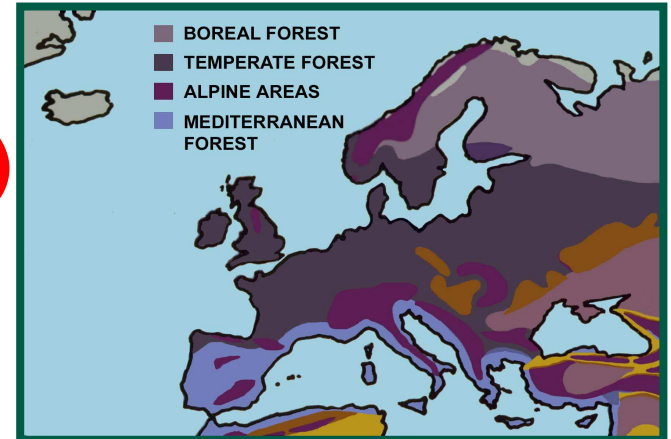 BOREAL FOREST
TEMPERATE FOREST
ALPINE AREAS
MEDITERRANEAN
FOREST